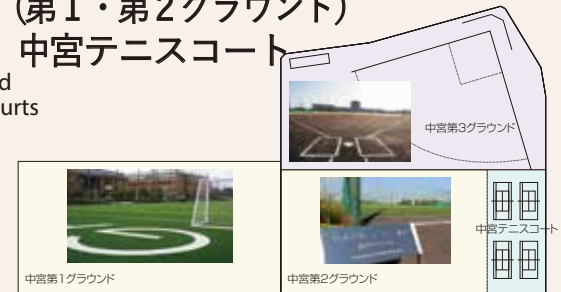 (第1・第2グラウンド)
中宮テニスコート
d
urts
中宮第3グラウンド
中宮テニスコート
中宮第1グラウンド
中宮第2グラウンド